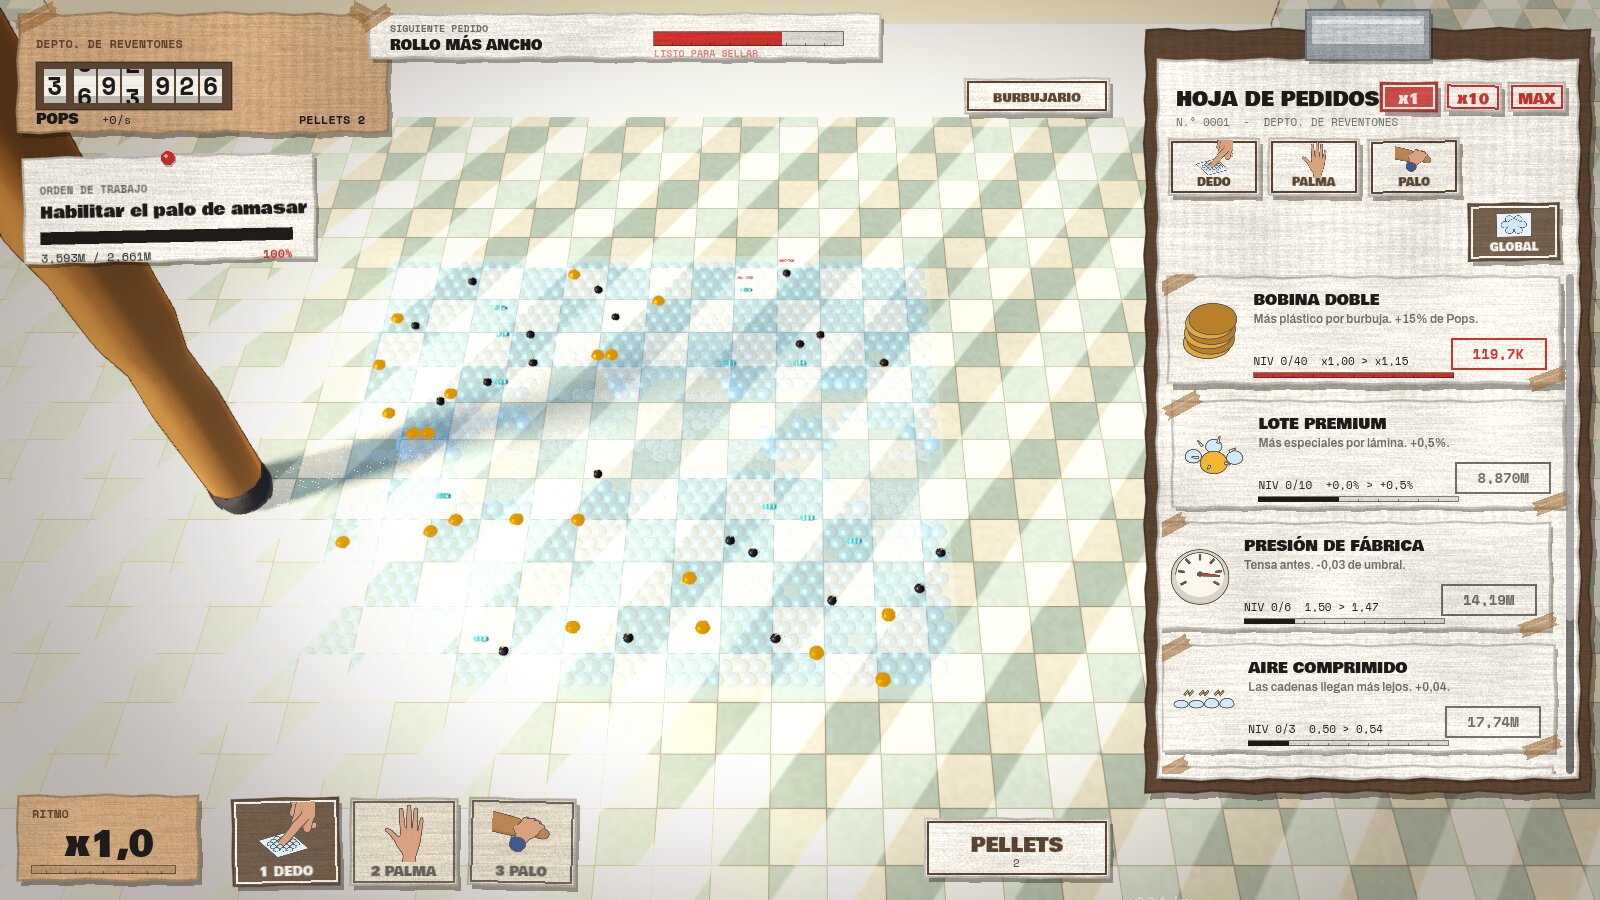 DEPTO. DE REVENTONES
926
POPS +0/s PELLETS 2
SIGUIENTE PEDIDO
ROLLO MÁS ANCHO
LISTO PARA SELLAR
ORDEN DE TRABAJO
Habilitar el palo de amasar
3,593M / 2,661M 100%
BURBUJARIO
HOJA DE PEDIDOS x1 x10 MAX
N.° 0001 - DEPTO. DE REVENTONES
DEDO PALMA PALO
GLOBAL
BOBINA DOBLE
Más plástico por burbuja. +15% de Pops.
NIV 0/40 x1,00 > x1,15 119,7K
LOTE PREMIUM
Más especiales por lámina. +0,5%.
NIV 0/10 +0,0% > +0,5% 8,870M
PRESIÓN DE FÁBRICA
Tensa antes. -0,03 de umbral.
NIV 0/6 1,50 > 1,47 14,19M
AIRE COMPRIMIDO
Las cadenas llegan más lejos. +0,04.
NIV 0/3 0,50 > 0,54 17,74M
RITMO
x1,0
1 DEDO 2 PALMA 3 PALO
PELLETS
2